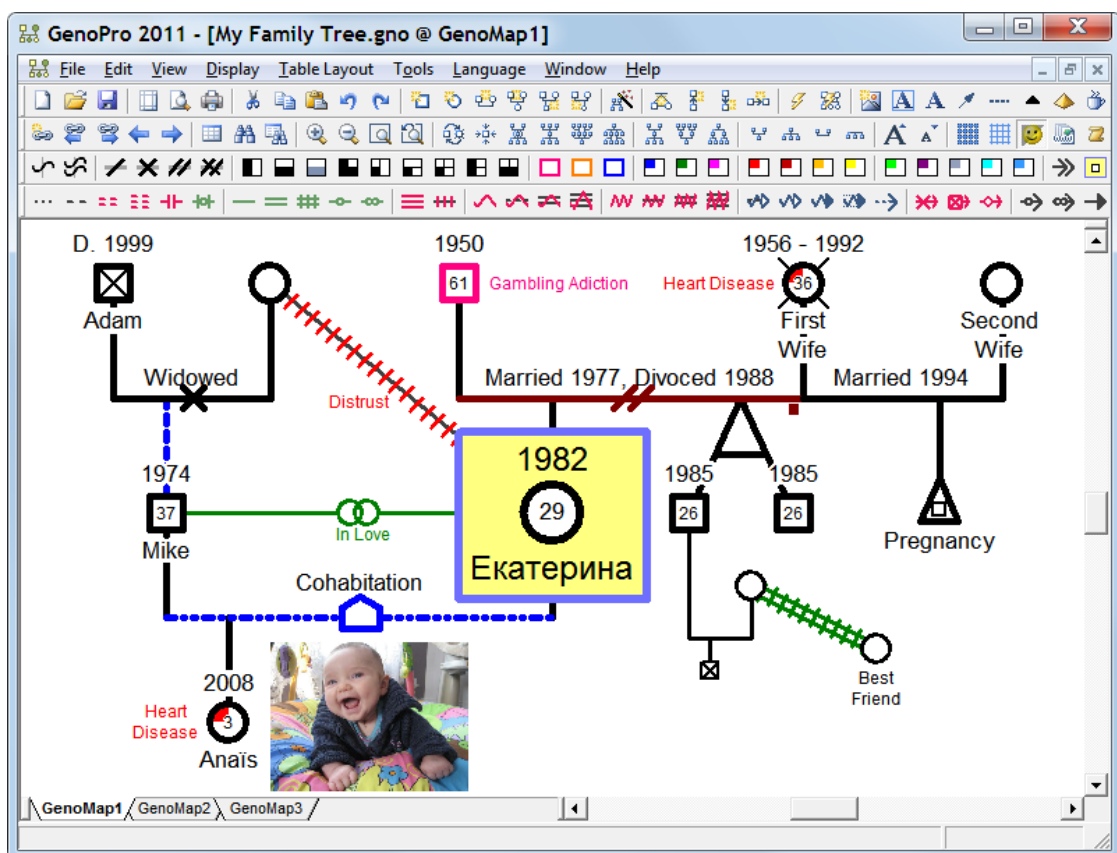 GenoPro 2011 - [My Family Tree.gno @ GenoMap1]
File Edit View Display Table Layout Tools Language Window Help
D. 1999
1950
1956 - 1992
61
Gambling Adiction
Heart Disease
36
Adam
First
Wife
Second
Wife
Widowed
Married 1977, Divoced 1988
Married 1994
Distrust
1974
1982
1985
1985
37
29
26
26
In Love
Mike
Екатерина
Pregnancy
Cohabitation
2008
Heart
Disease
3
Anaïs
Best
Friend
GenoMap1 GenoMap2 GenoMap3